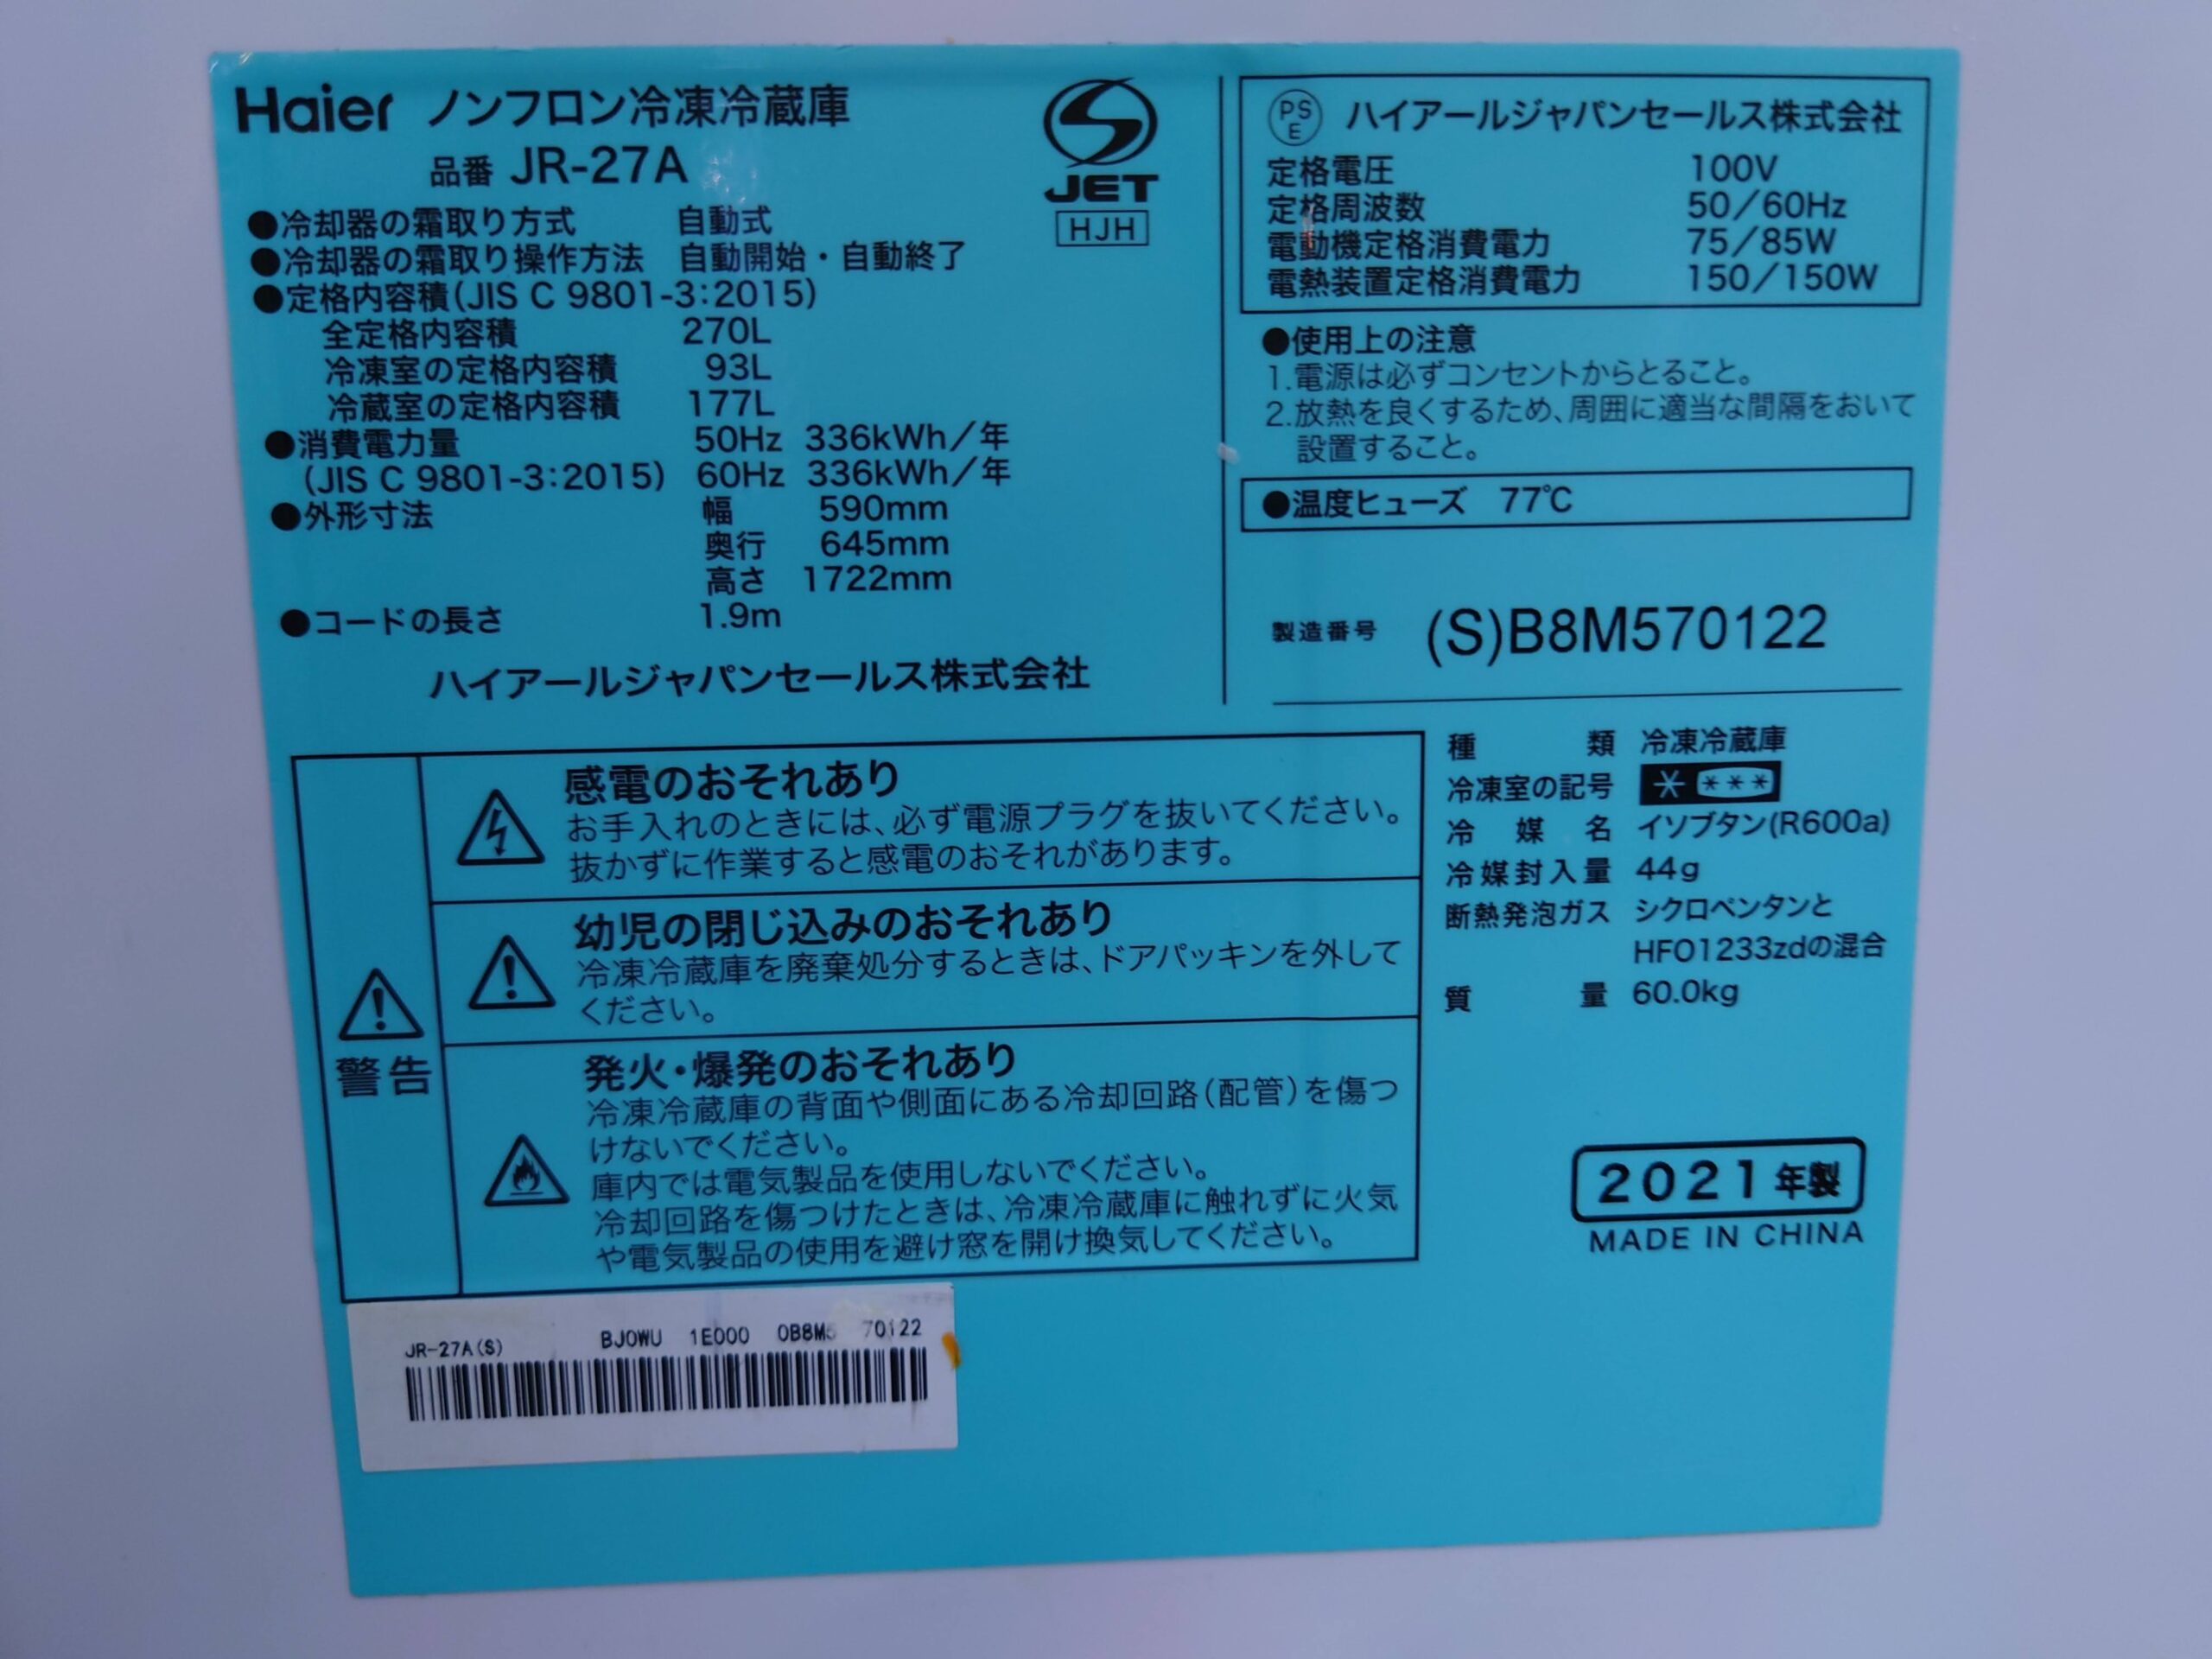 Haier ノンフロン冷凍冷蔵庫
品番 JR-27A
JET
HJH
●冷却器の霜取り方式 自動式
●冷却器の霜取り操作方法 自動開始・自動終了
●定格内容積(JIS C 9801-3:2015)
全定格内容積 270L
冷凍室の定格内容積 93L
冷蔵室の定格内容積 177L
●消費電力量 50Hz 336kWh/年
(JIS C 9801-3:2015) 60Hz 336kWh/年
●外形寸法 幅 590mm
奥行 645mm
高さ 1722mm
●コードの長さ 1.9m
ハイアールジャパンセールス株式会社
PSE ハイアールジャパンセールス株式会社
定格電圧 100V
定格周波数 50/60Hz
電動機定格消費電力 75/85W
電熱装置定格消費電力 150/150W
●使用上の注意
1.電源は必ずコンセントからとること。
2.放熱を良くするため、周囲に適当な間隔をおいて
設置すること。
●温度ヒューズ 77℃
製造番号 (S)B8M570122
警告
感電のおそれあり
お手入れのときには、必ず電源プラグを抜いてください。
抜かずに作業すると感電のおそれがあります。
幼児の閉じ込みのおそれあり
冷凍冷蔵庫を廃棄処分するときは、ドアパッキンを外して
ください。
発火・爆発のおそれあり
冷凍冷蔵庫の背面や側面にある冷却回路(配管)を傷つ
けないでください。
庫内では電気製品を使用しないでください。
冷却回路を傷つけたときは、冷凍冷蔵庫に触れずに火気
や電気製品の使用を避け窓を開け換気してください。
種類 冷凍冷蔵庫
冷凍室の記号 * ***
冷媒名 イソブタン(R600a)
冷媒封入量 44g
断熱発泡ガス シクロペンタンと
HFO1233zdの混合
質量 60.0kg
2021年製
MADE IN CHINA
JR-27A(S) BJ0WU 1E000 0B8M 70122